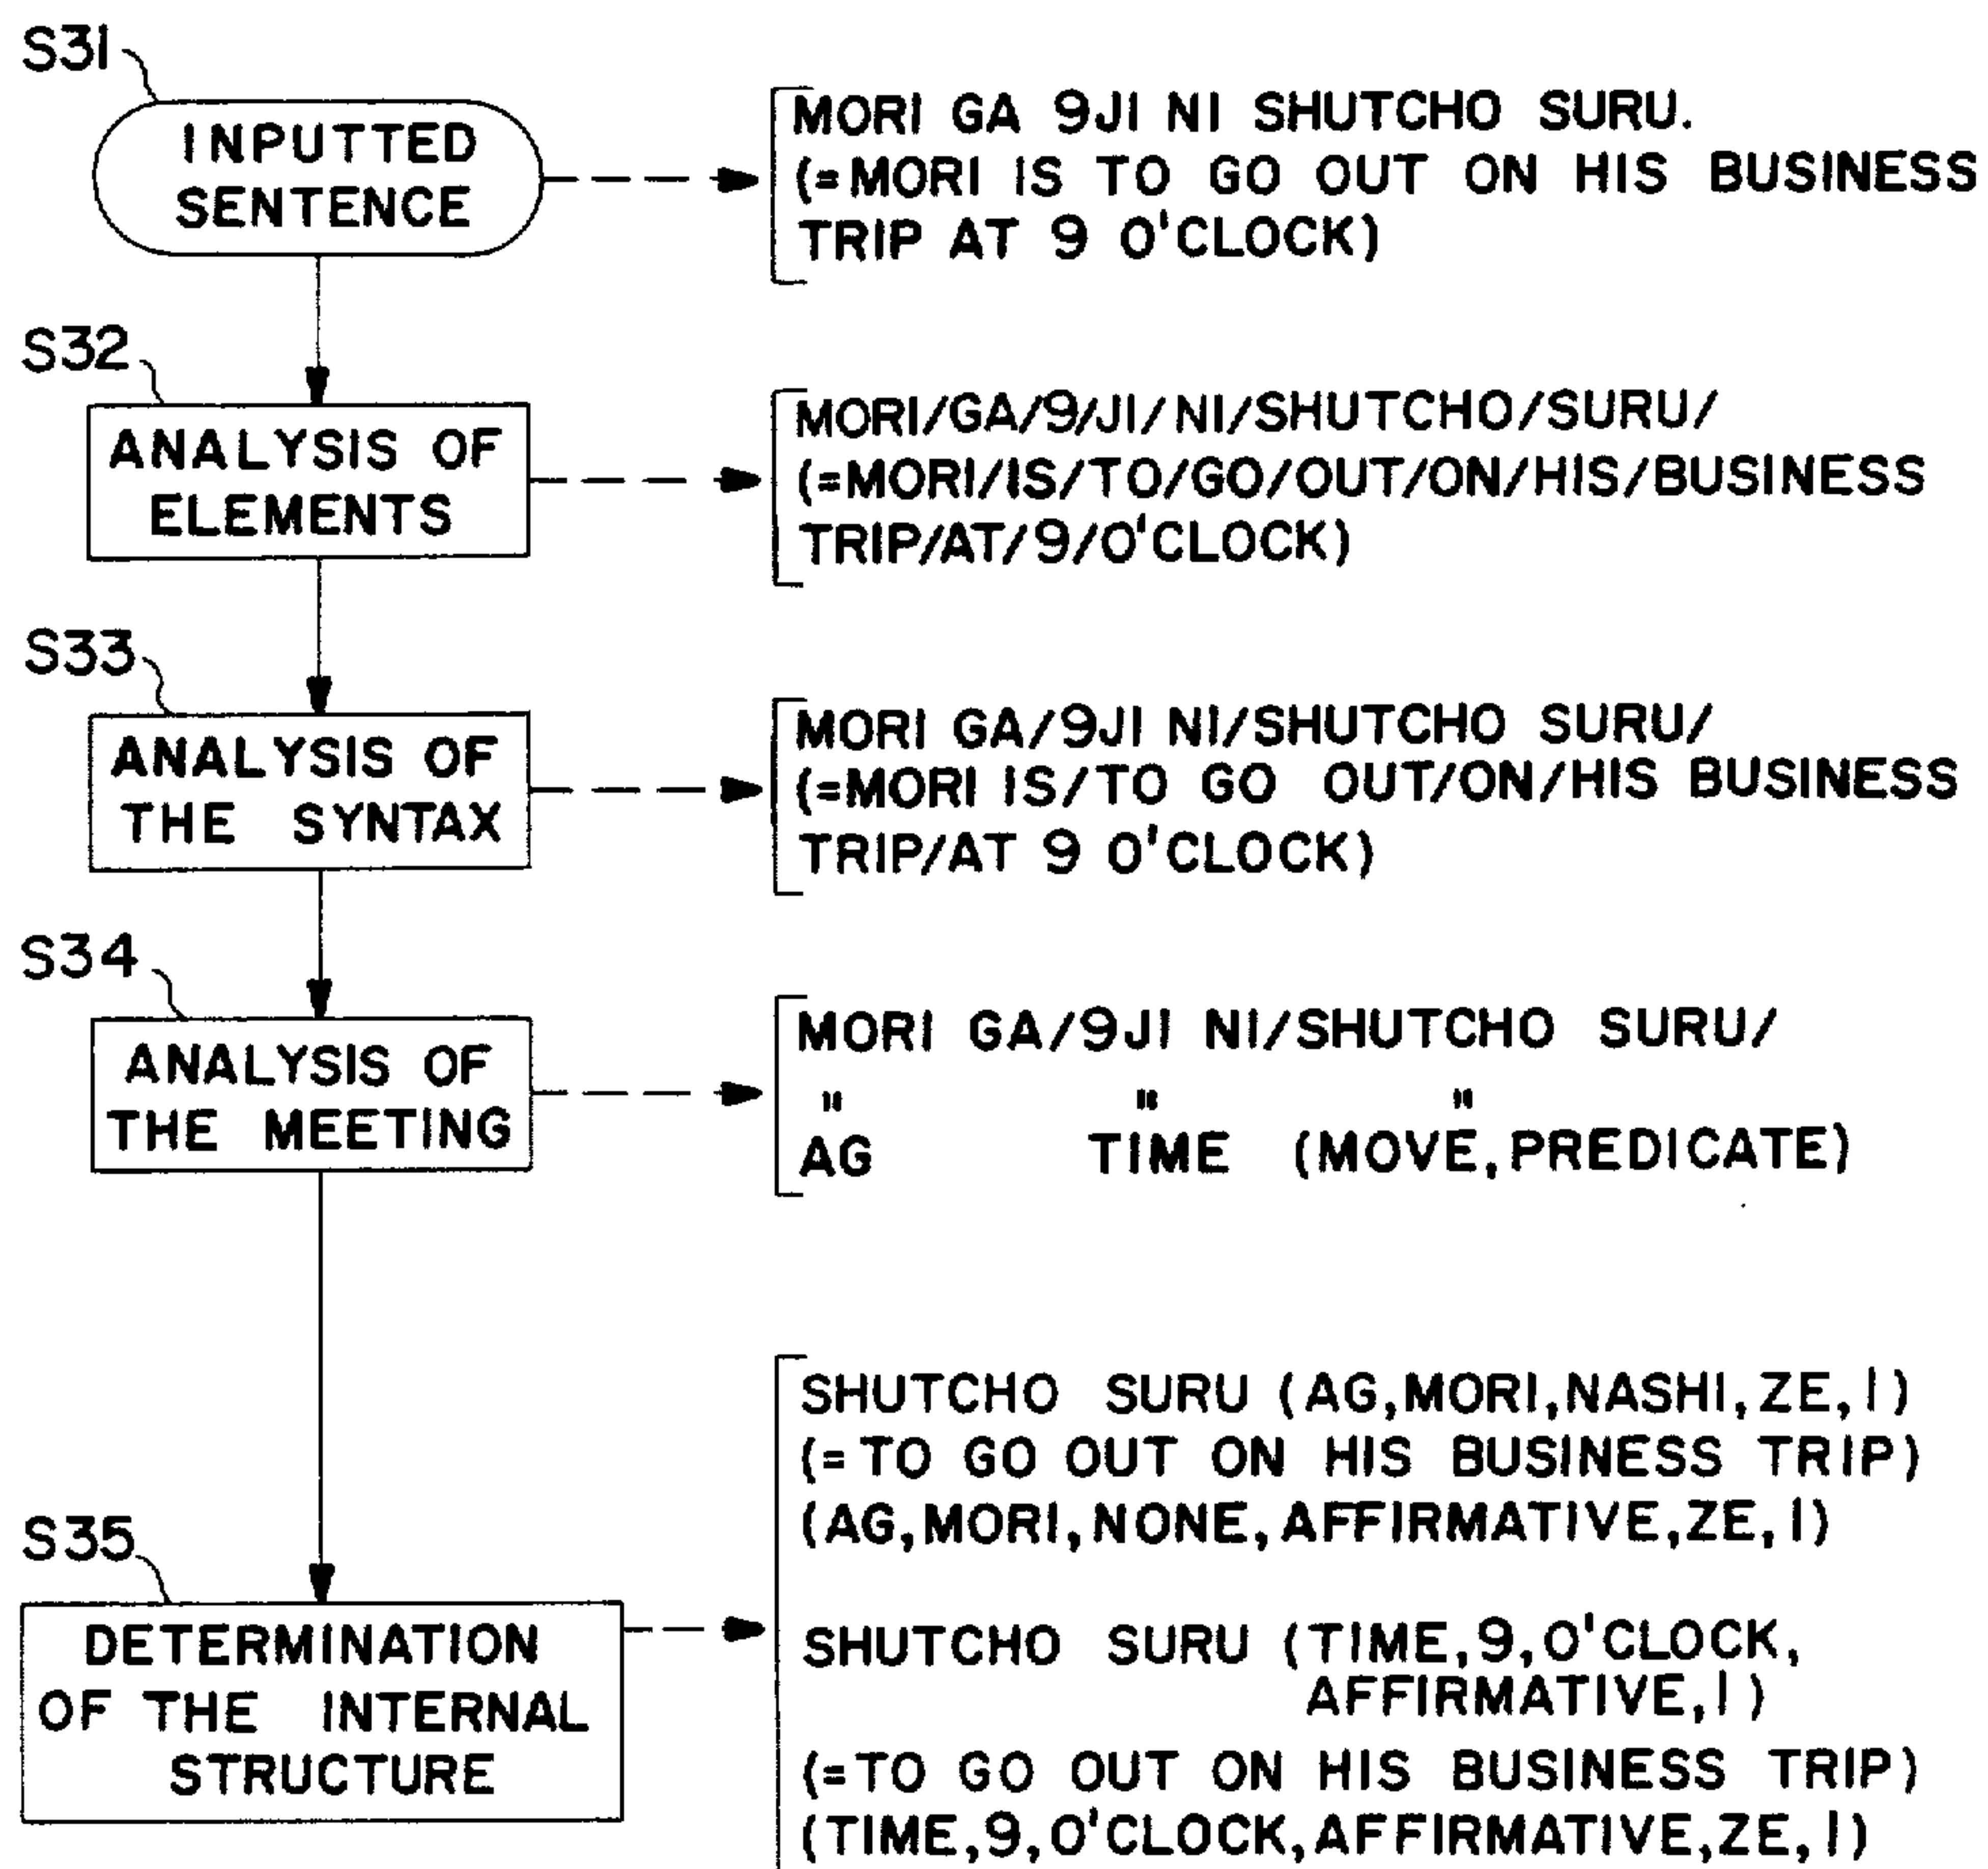 S31
INPUTTED
SENTENCE
MORI GA 9JI NI SHUTCHO SURU.
(=MORI IS TO GO OUT ON HIS BUSINESS
TRIP AT 9 O'CLOCK)
S32
ANALYSIS OF
ELEMENTS
MORI/GA/9/JI/NI/SHUTCHO/SURU/
(=MORI/IS/TO/GO/OUT/ON/HIS/BUSINESS
TRIP/AT/9/O'CLOCK)
S33
ANALYSIS OF
THE SYNTAX
MORI GA/9JI NI/SHUTCHO SURU/
(=MORI IS/TO GO OUT/ON/HIS BUSINESS
TRIP/AT 9 O'CLOCK)
S34
ANALYSIS OF
THE MEETING
MORI GA/9JI NI/SHUTCHO SURU/
" " "
AG TIME (MOVE,PREDICATE)
S35
DETERMINATION
OF THE INTERNAL
STRUCTURE
SHUTCHO SURU (AG,MORI,NASHI,ZE,1)
(=TO GO OUT ON HIS BUSINESS TRIP)
(AG,MORI,NONE,AFFIRMATIVE,ZE,1)
SHUTCHO SURU (TIME,9,O'CLOCK,
AFFIRMATIVE,1)
(=TO GO OUT ON HIS BUSINESS TRIP)
(TIME,9,O'CLOCK,AFFIRMATIVE,ZE,1)